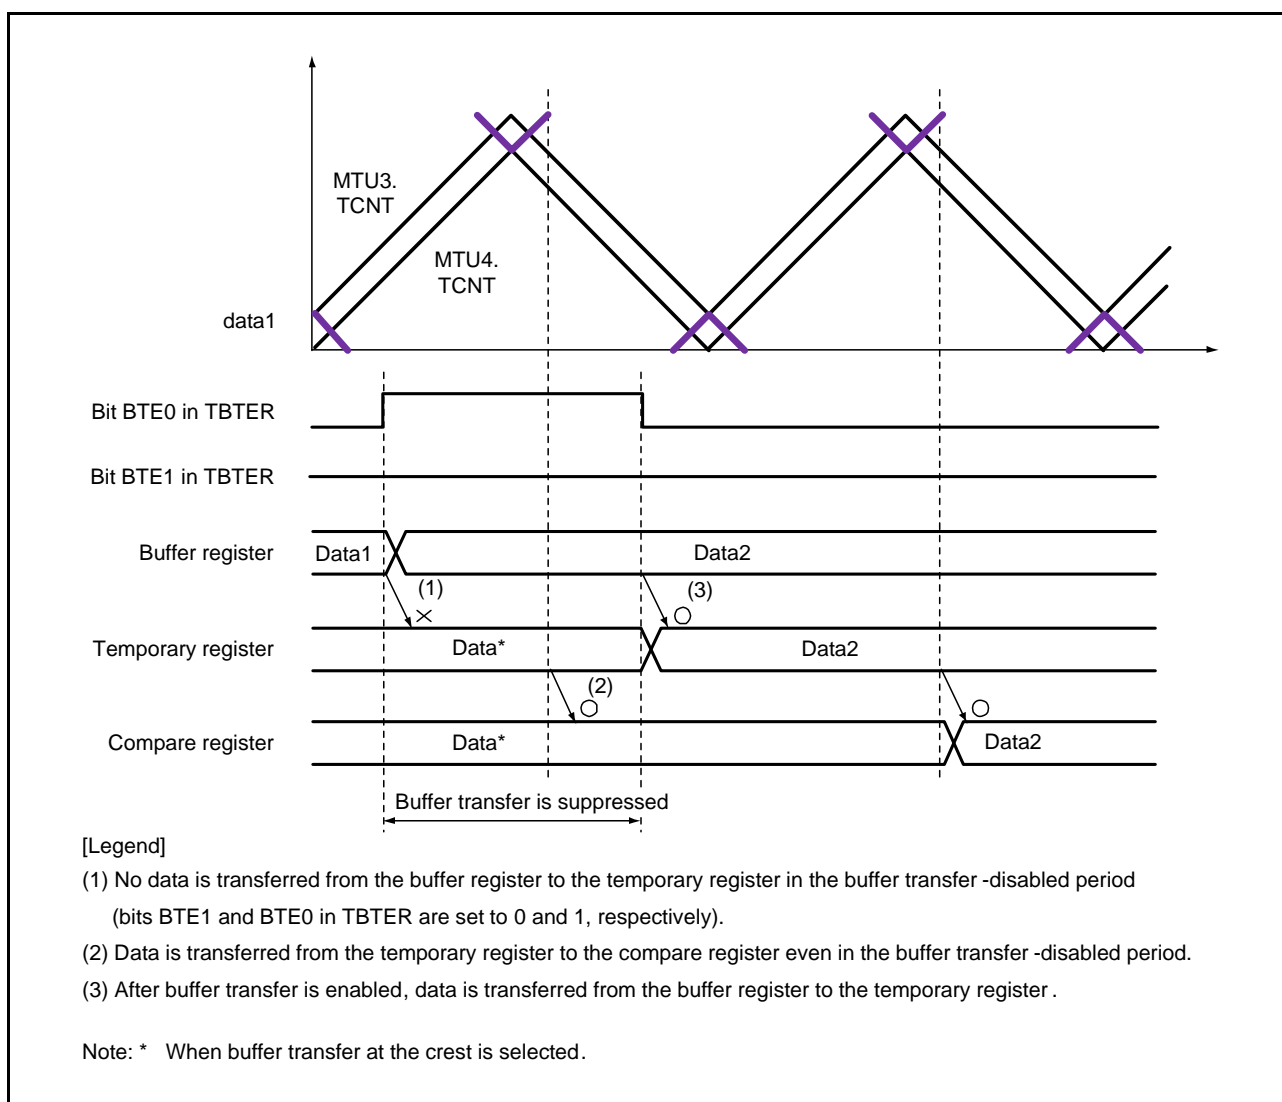 MTU3.
TCNT
MTU4.
TCNT
data1
Bit BTE0 in TBTER
Bit BTE1 in TBTER
Buffer register
Data1
Data2
(1)
(3)
Temporary register
Data*
Data2
(2)
Compare register
Data*
Data2
Buffer transfer is suppressed
[Legend]
(1) No data is transferred from the buffer register to the temporary register in the buffer transfer -disabled period
(bits BTE1 and BTE0 in TBTER are set to 0 and 1, respectively).
(2) Data is transferred from the temporary register to the compare register even in the buffer transfer -disabled period.
(3) After buffer transfer is enabled, data is transferred from the buffer register to the temporary register .
Note: * When buffer transfer at the crest is selected.